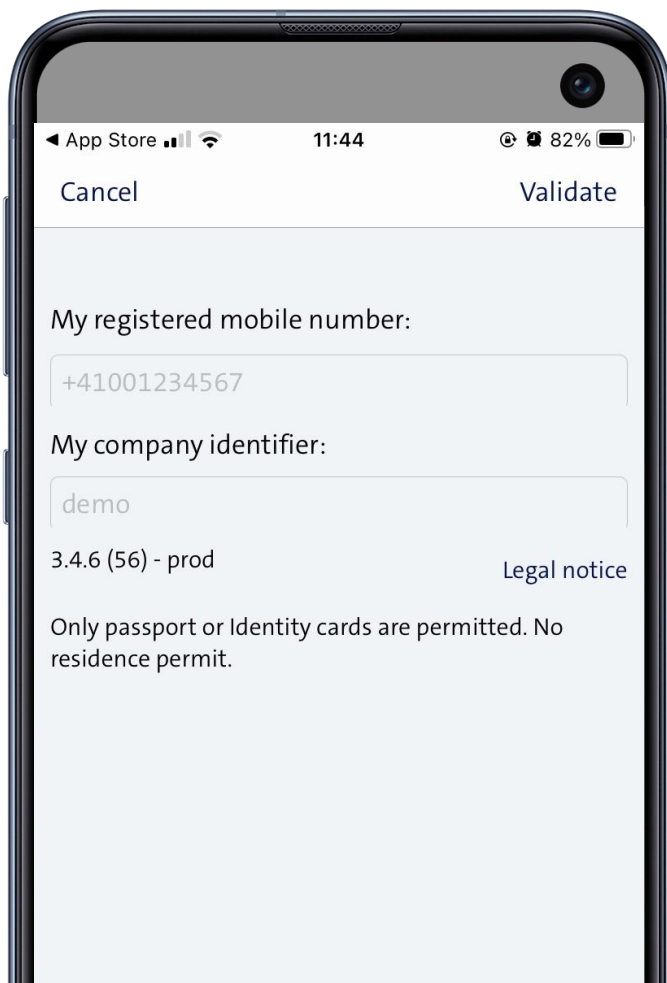 ◀ App Store 11:44 82%
Cancel Validate
My registered mobile number:
+41001234567
My company identifier:
demo
3.4.6 (56) - prod
Legal notice
Only passport or Identity cards are permitted. No
residence permit.